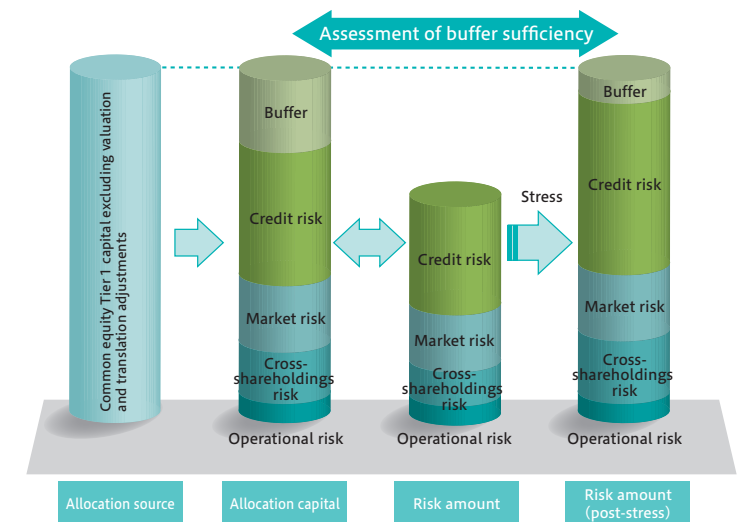 Assessment of buffer sufficiency
Common equity Tier 1 capital excluding valuation
and translation adjustments
Buffer
Credit risk
Market risk
Cross-
shareholdings
risk
Operational risk
Credit risk
Market risk
Cross-
shareholdings
risk
Operational risk
Stress
Buffer
Credit risk
Market risk
Cross-
shareholdings
risk
Operational risk
Allocation source
Allocation capital
Risk amount
Risk amount
(post-stress)